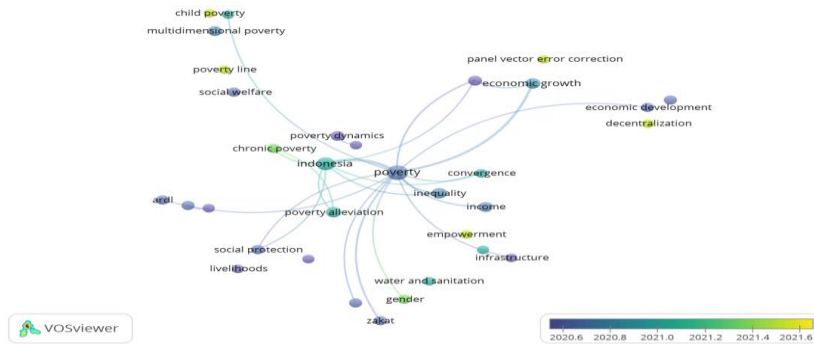 child poverty
multidimensional poverty
panel vector error correction
poverty line
economic growth
social welfare
economic development
decentralization
poverty dynamics
chronic poverty
indonesia
poverty
convergence
inequality
ardl
income
poverty alleviation
empowerment
social protection
infrastructure
livelihoods
water and sanitation
gender
zakat
VOSviewer
2020.6 2020.8 2021.0 2021.2 2021.4 2021.6